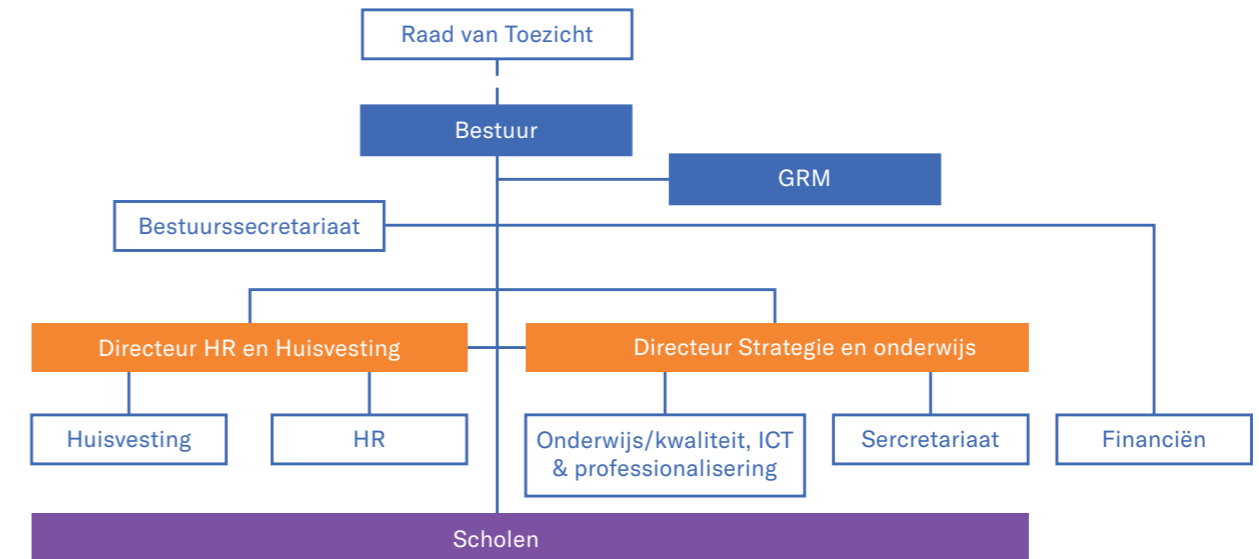 Raad van Toezicht
Bestuur
GRM
Bestuurssecretariaat
Directeur HR en Huisvesting
Directeur Strategie en onderwijs
Huisvesting
HR
Onderwijs/kwaliteit, ICT
& professionalisering
Sercretariaat
Financiën
Scholen